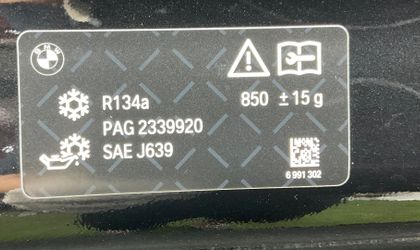 BMW
R134a 850 ±15 g
PAG 2339920
SAE J639
6 991 302